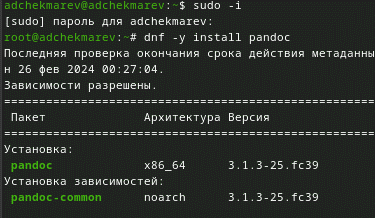 adchekmarev@adchekmarev:~$ sudo -i
[sudo] пароль для adchekmarev:
root@adchekmarev:~# dnf -y install pandoc
Последняя проверка окончания срока действия метаданны
н 26 фев 2024 00:27:04.
Зависимости разрешены.
================================================
Пакет Архитектура Версия
================================================
Установка:
pandoc x86_64 3.1.3-25.fc39
Установка зависимостей:
pandoc-common noarch 3.1.3-25.fc39